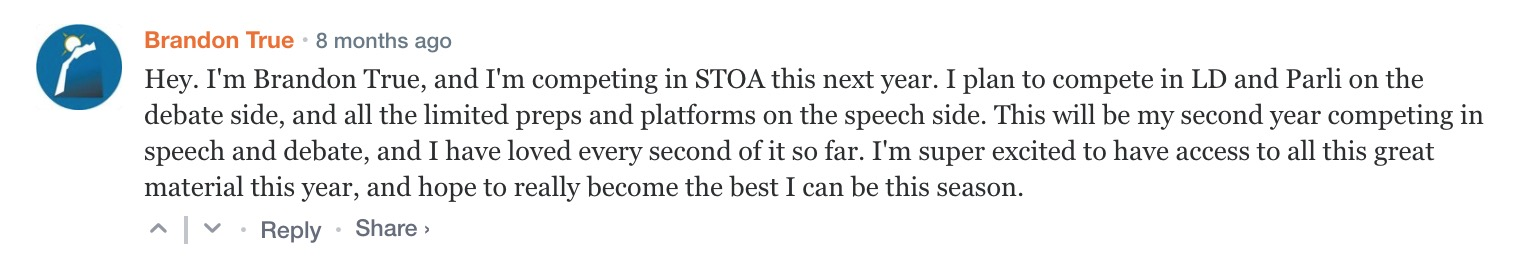 Brandon True • 8 months ago
Hey. I'm Brandon True, and I'm competing in STOA this next year. I plan to compete in LD and Parli on the
debate side, and all the limited preps and platforms on the speech side. This will be my second year competing in
speech and debate, and I have loved every second of it so far. I'm super excited to have access to all this great
material this year, and hope to really become the best I can be this season.
• Reply • Share ›